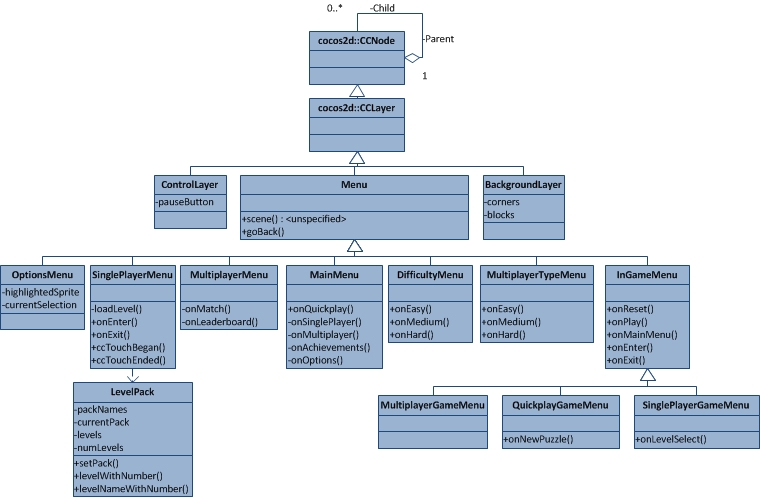 0..*
-Child
cocos2d::CCNode
-Parent
1
cocos2d::CCLayer
ControlLayer
-pauseButton
Menu
+scene() : <unspecified>
+goBack()
BackgroundLayer
-corners
-blocks
OptionsMenu
-highlightedSprite
-currentSelection
SinglePlayerMenu
-loadLevel()
+onEnter()
+onExit()
+ccTouchBegan()
+ccTouchEnded()
MultiplayerMenu
-onMatch()
-onLeaderboard()
MainMenu
+onQuickplay()
-onSinglePlayer()
-onMultiplayer()
-onAchievements()
-onOptions()
DifficultyMenu
+onEasy()
+onMedium()
+onHard()
MultiplayerTypeMenu
+onEasy()
+onMedium()
+onHard()
InGameMenu
+onReset()
+onPlay()
+onMainMenu()
+onEnter()
+onExit()
LevelPack
-packNames
-currentPack
-levels
-numLevels
+setPack()
+levelWithNumber()
+levelNameWithNumber()
MultiplayerGameMenu
QuickplayGameMenu
+onNewPuzzle()
SinglePlayerGameMenu
+onLevelSelect()